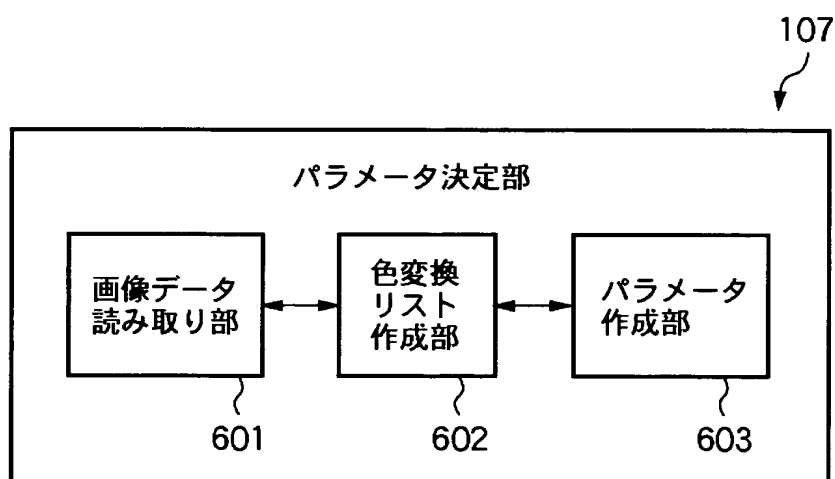 107
パラメータ決定部
画像データ
読み取り部
色変換
リスト
作成部
パラメータ
作成部
601
602
603